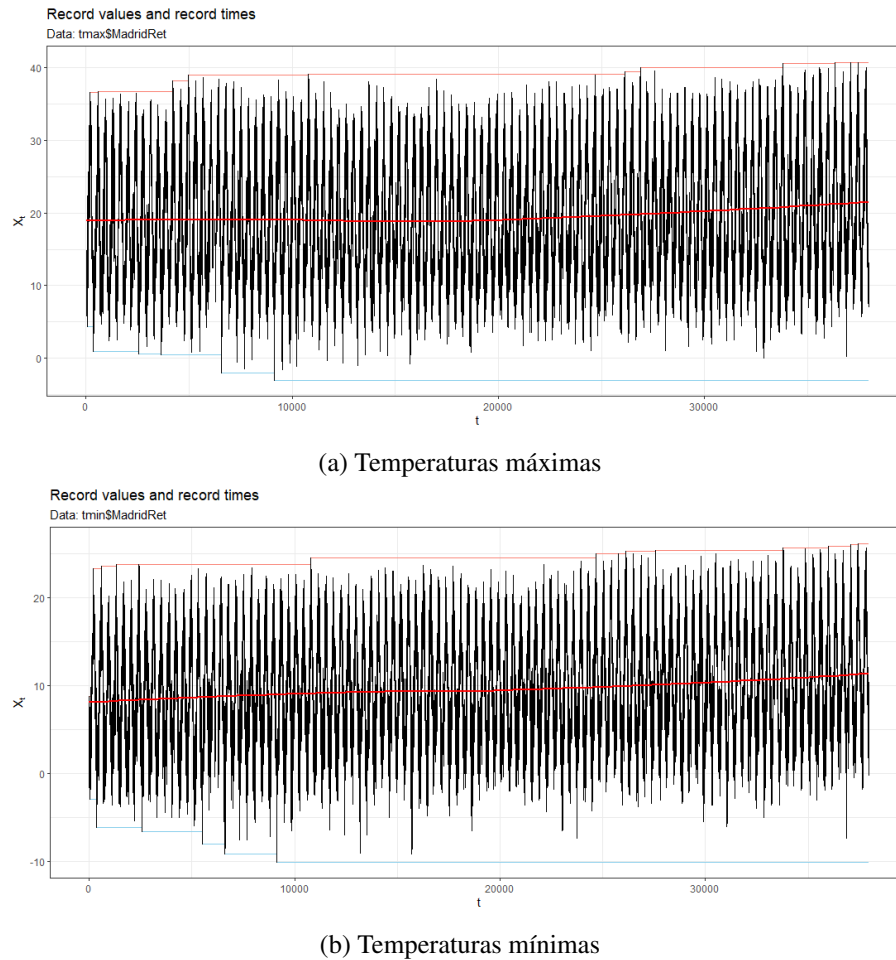 Record values and record times
Data: tmax$MadridRet
40
30
20
10
0
Xt
0 10000 20000 30000
t
(a) Temperaturas máximas
Record values and record times
Data: tmin$MadridRet
20
10
0
-10
Xt
0 10000 20000 30000
t
(b) Temperaturas mínimas